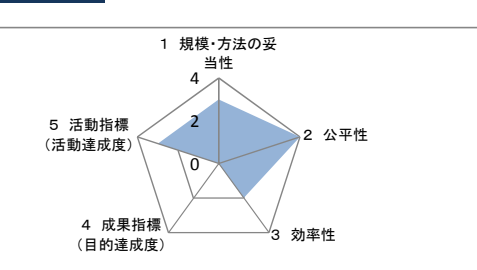 1 規模・方法の妥
当性
4
5 活動指標
（活動達成度）
2
2 公平性
0
4 成果指標
（目的達成度）
3 効率性